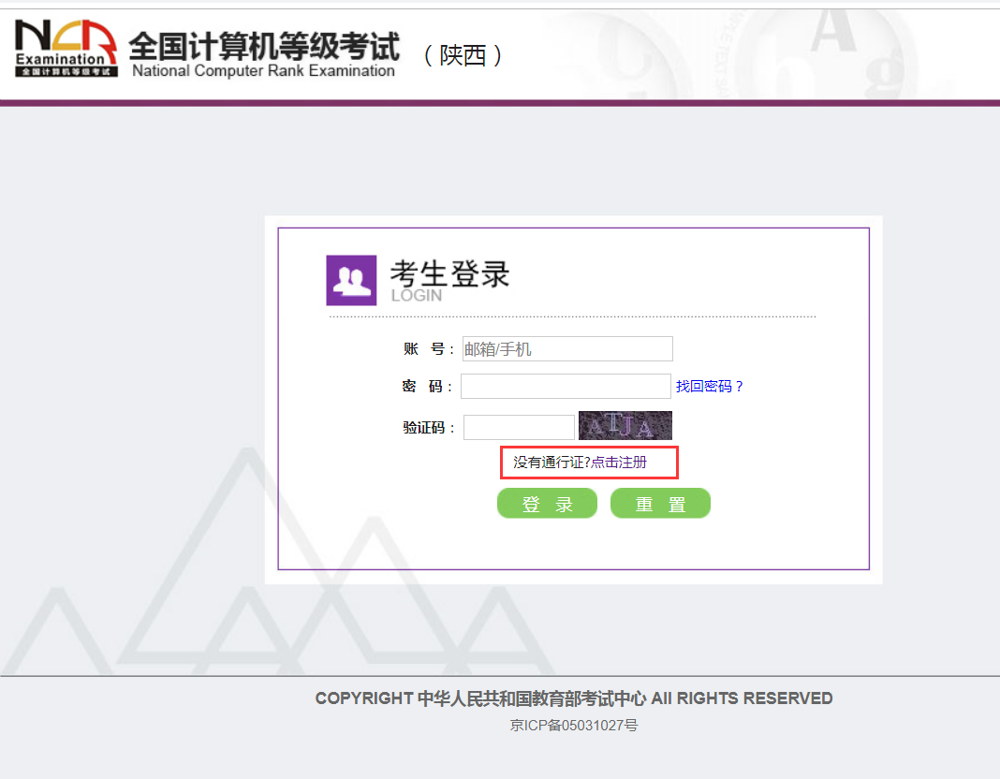 NCR
Examination
全国计算机等级考试
全国计算机等级考试
National Computer Rank Examination
（陕西）
A
g
考生登录
LOGIN
账 号： 邮箱/手机
密 码： 找回密码？
验证码： ATJA
没有通行证?点击注册
登 录 重 置
COPYRIGHT 中华人民共和国教育部考试中心 All RIGHTS RESERVED
京ICP备05031027号